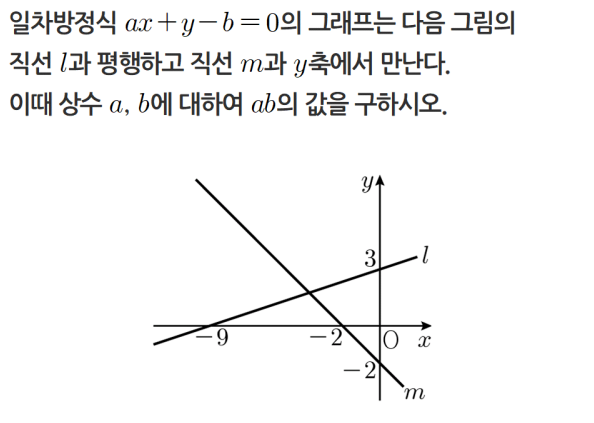 일차방정식 ax+y-b=0의 그래프는 다음 그림의
직선 l과 평행하고 직선 m과 y축에서 만난다.
이때 상수 a, b에 대하여 ab의 값을 구하시오.
y
3
l
-9
-2
O
x
-2
m